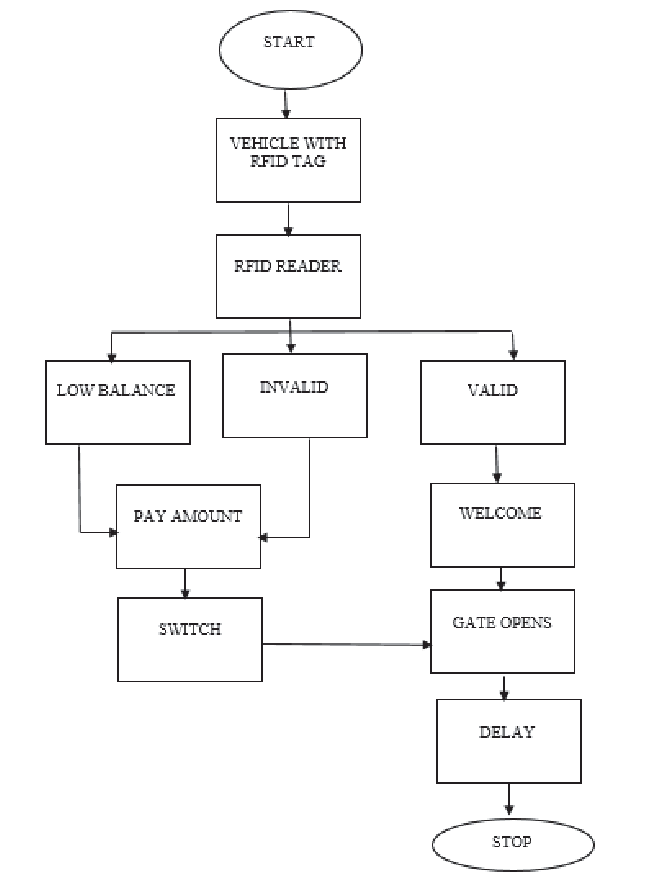 START
VEHICLE WITH
RFID TAG
RFID READER
LOW BALANCE
INVALID
VALID
PAY AMOUNT
WELCOME
SWITCH
GATE OPENS
DELAY
STOP